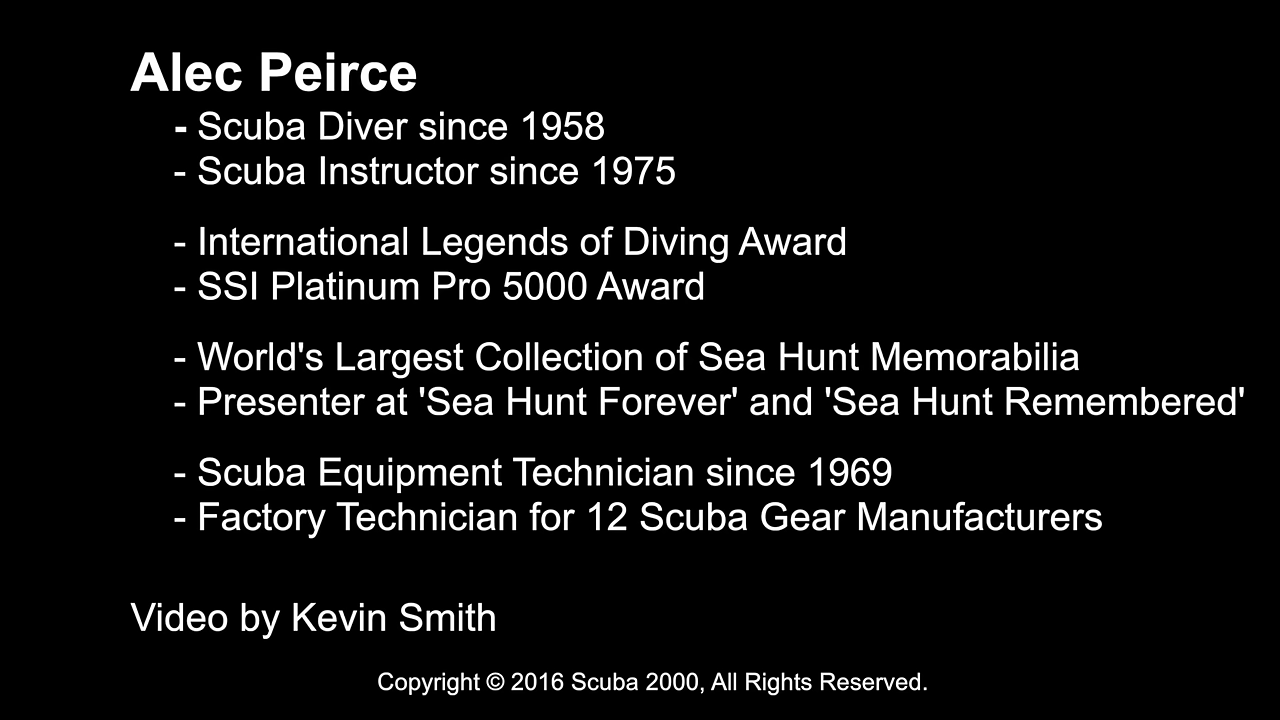 Alec Peirce
- Scuba Diver since 1958
- Scuba Instructor since 1975
- International Legends of Diving Award
- SSI Platinum Pro 5000 Award
- World's Largest Collection of Sea Hunt Memorabilia
- Presenter at 'Sea Hunt Forever' and 'Sea Hunt Remembered'
- Scuba Equipment Technician since 1969
- Factory Technician for 12 Scuba Gear Manufacturers
Video by Kevin Smith
Copyright © 2016 Scuba 2000, All Rights Reserved.